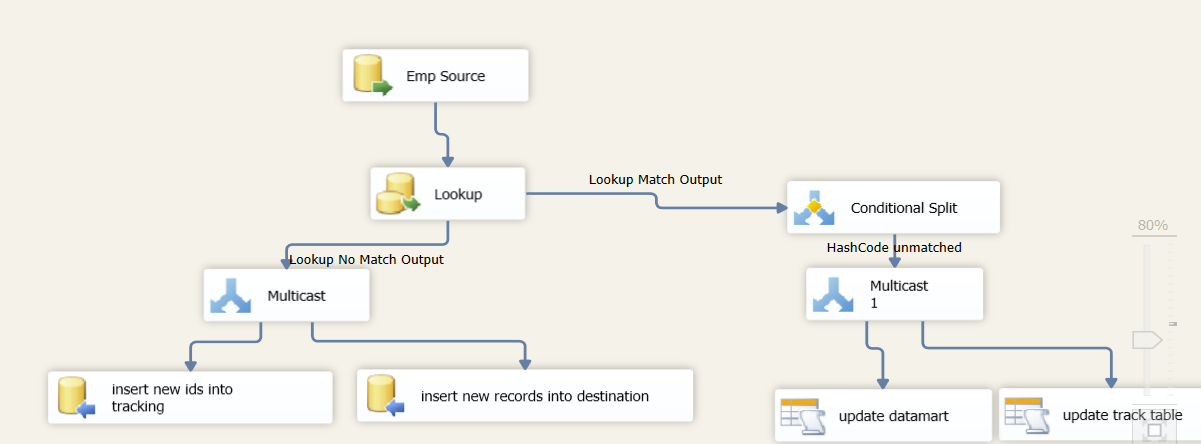 Emp Source
Lookup
Lookup Match Output
Conditional Split
80%
HashCode unmatched
Lookup No Match Output
Multicast
Multicast
1
insert new ids into
tracking
insert new records into destination
update datamart
update track table